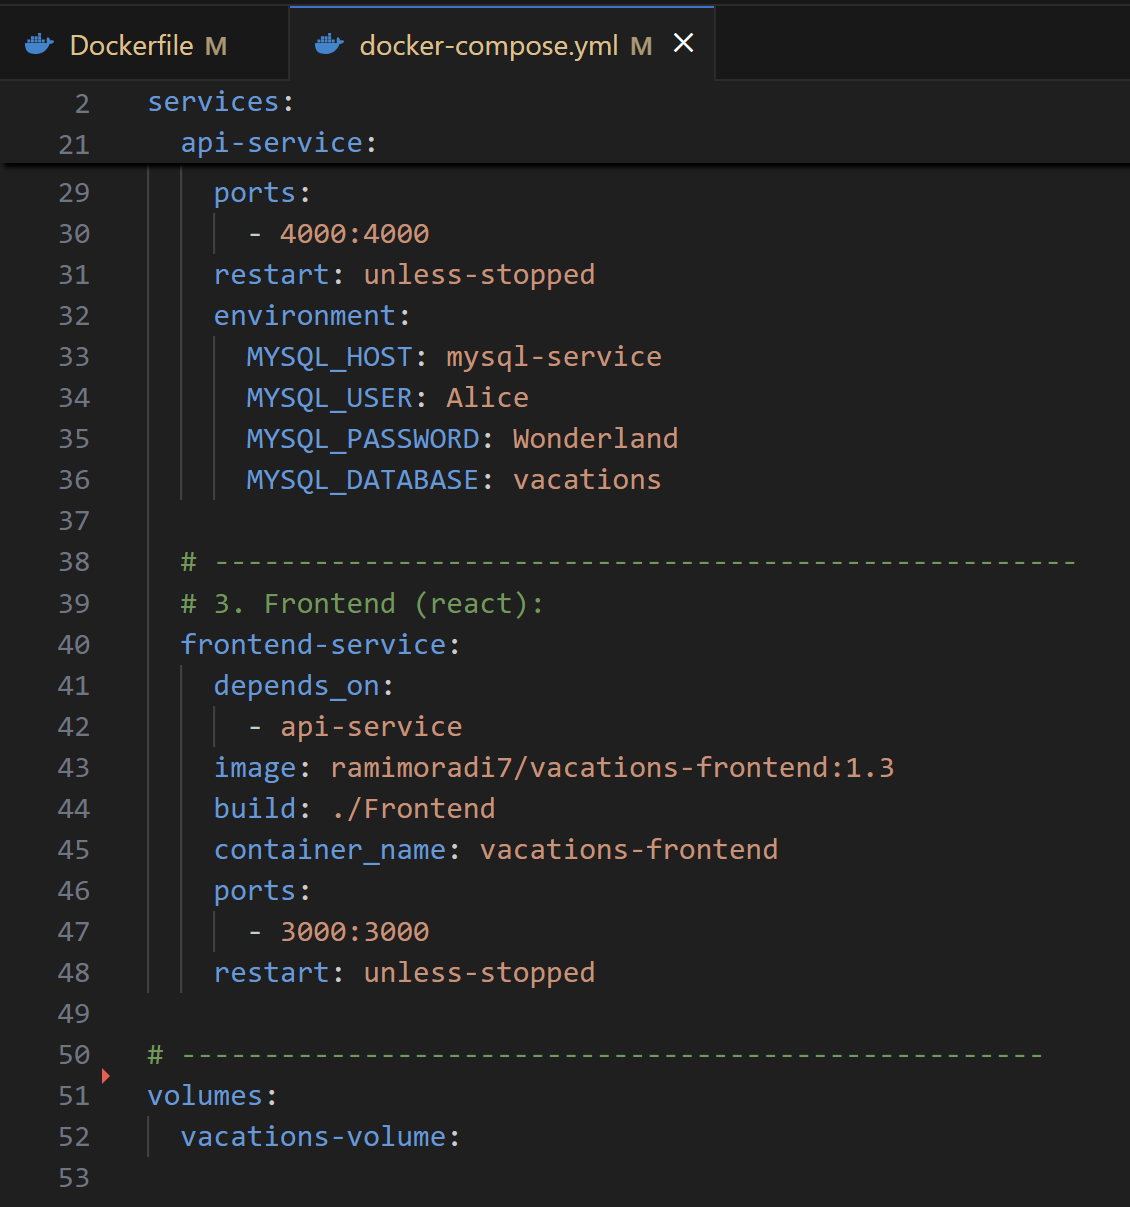 Dockerfile M docker-compose.yml M ×
2 services:
21   api-service:
29     ports:
30       - 4000:4000
31     restart: unless-stopped
32     environment:
33       MYSQL_HOST: mysql-service
34       MYSQL_USER: Alice
35       MYSQL_PASSWORD: Wonderland
36       MYSQL_DATABASE: vacations
37
38   # ----------------------------------------------------
39   # 3. Frontend (react):
40   frontend-service:
41     depends_on:
42       - api-service
43     image: ramimoradi7/vacations-frontend:1.3
44     build: ./Frontend
45     container_name: vacations-frontend
46     ports:
47       - 3000:3000
48     restart: unless-stopped
49
50 # ----------------------------------------------------
51 volumes:
52   vacations-volume:
53